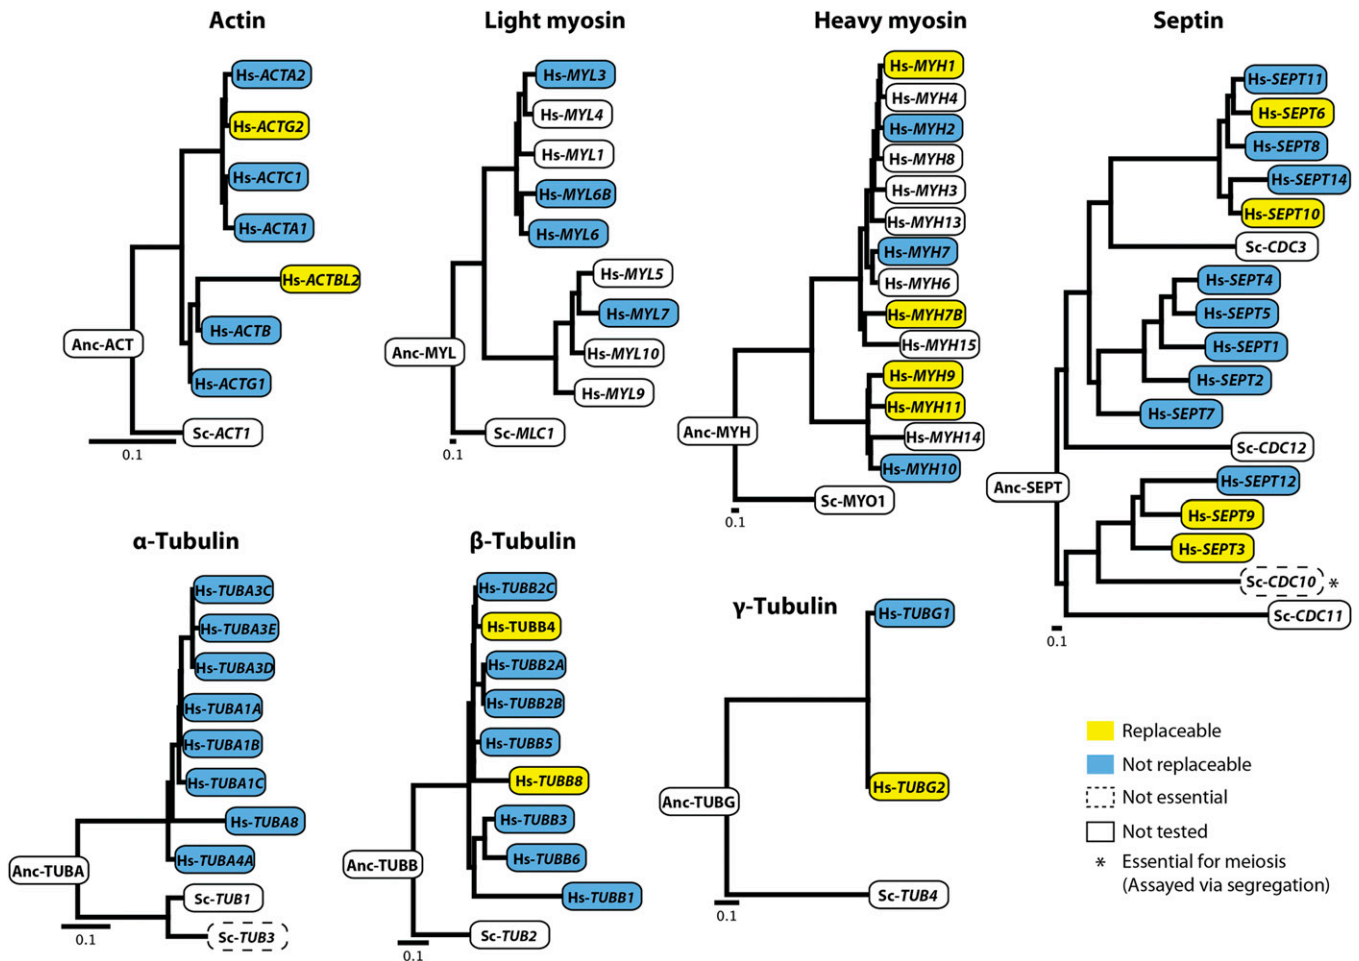 Actin
Hs-ACTA2
Hs-ACTG2
Hs-ACTC1
Hs-ACTA1
Hs-ACTBL2
Hs-ACTB
Anc-ACT
Hs-ACTG1
Sc-ACT1
0.1
Light myosin
Hs-MYL3
Hs-MYL4
Hs-MYL1
Hs-MYL6B
Hs-MYL6
Hs-MYL5
Hs-MYL7
Anc-MYL
Hs-MYL10
Hs-MYL9
Sc-MLC1
0.1
Heavy myosin
Hs-MYH1
Hs-MYH4
Hs-MYH2
Hs-MYH8
Hs-MYH3
Hs-MYH13
Hs-MYH7
Hs-MYH6
Hs-MYH7B
Hs-MYH15
Hs-MYH9
Hs-MYH11
Anc-MYH
Hs-MYH14
Hs-MYH10
Sc-MYO1
0.1
Septin
Hs-SEPT11
Hs-SEPT6
Hs-SEPT8
Hs-SEPT14
Hs-SEPT10
Sc-CDC3
Hs-SEPT4
Hs-SEPT5
Hs-SEPT1
Hs-SEPT2
Hs-SEPT7
Sc-CDC12
Anc-SEPT
Hs-SEPT12
Hs-SEPT9
Hs-SEPT3
Sc-CDC10 *
Sc-CDC11
0.1
α-Tubulin
Hs-TUBA3C
Hs-TUBA3E
Hs-TUBA3D
Hs-TUBA1A
Hs-TUBA1B
Hs-TUBA1C
Hs-TUBA8
Hs-TUBA4A
Anc-TUBA
Sc-TUB1
Sc-TUB3
0.1
β-Tubulin
Hs-TUBB2C
Hs-TUBB4
Hs-TUBB2A
Hs-TUBB2B
Hs-TUBB5
Hs-TUBB8
Hs-TUBB3
Hs-TUBB6
Anc-TUBB
Hs-TUBB1
Sc-TUB2
0.1
γ-Tubulin
Hs-TUBG1
Hs-TUBG2
Anc-TUBG
Sc-TUB4
0.1
Replaceable
Not replaceable
Not essential
Not tested
* Essential for meiosis
(Assayed via segregation)